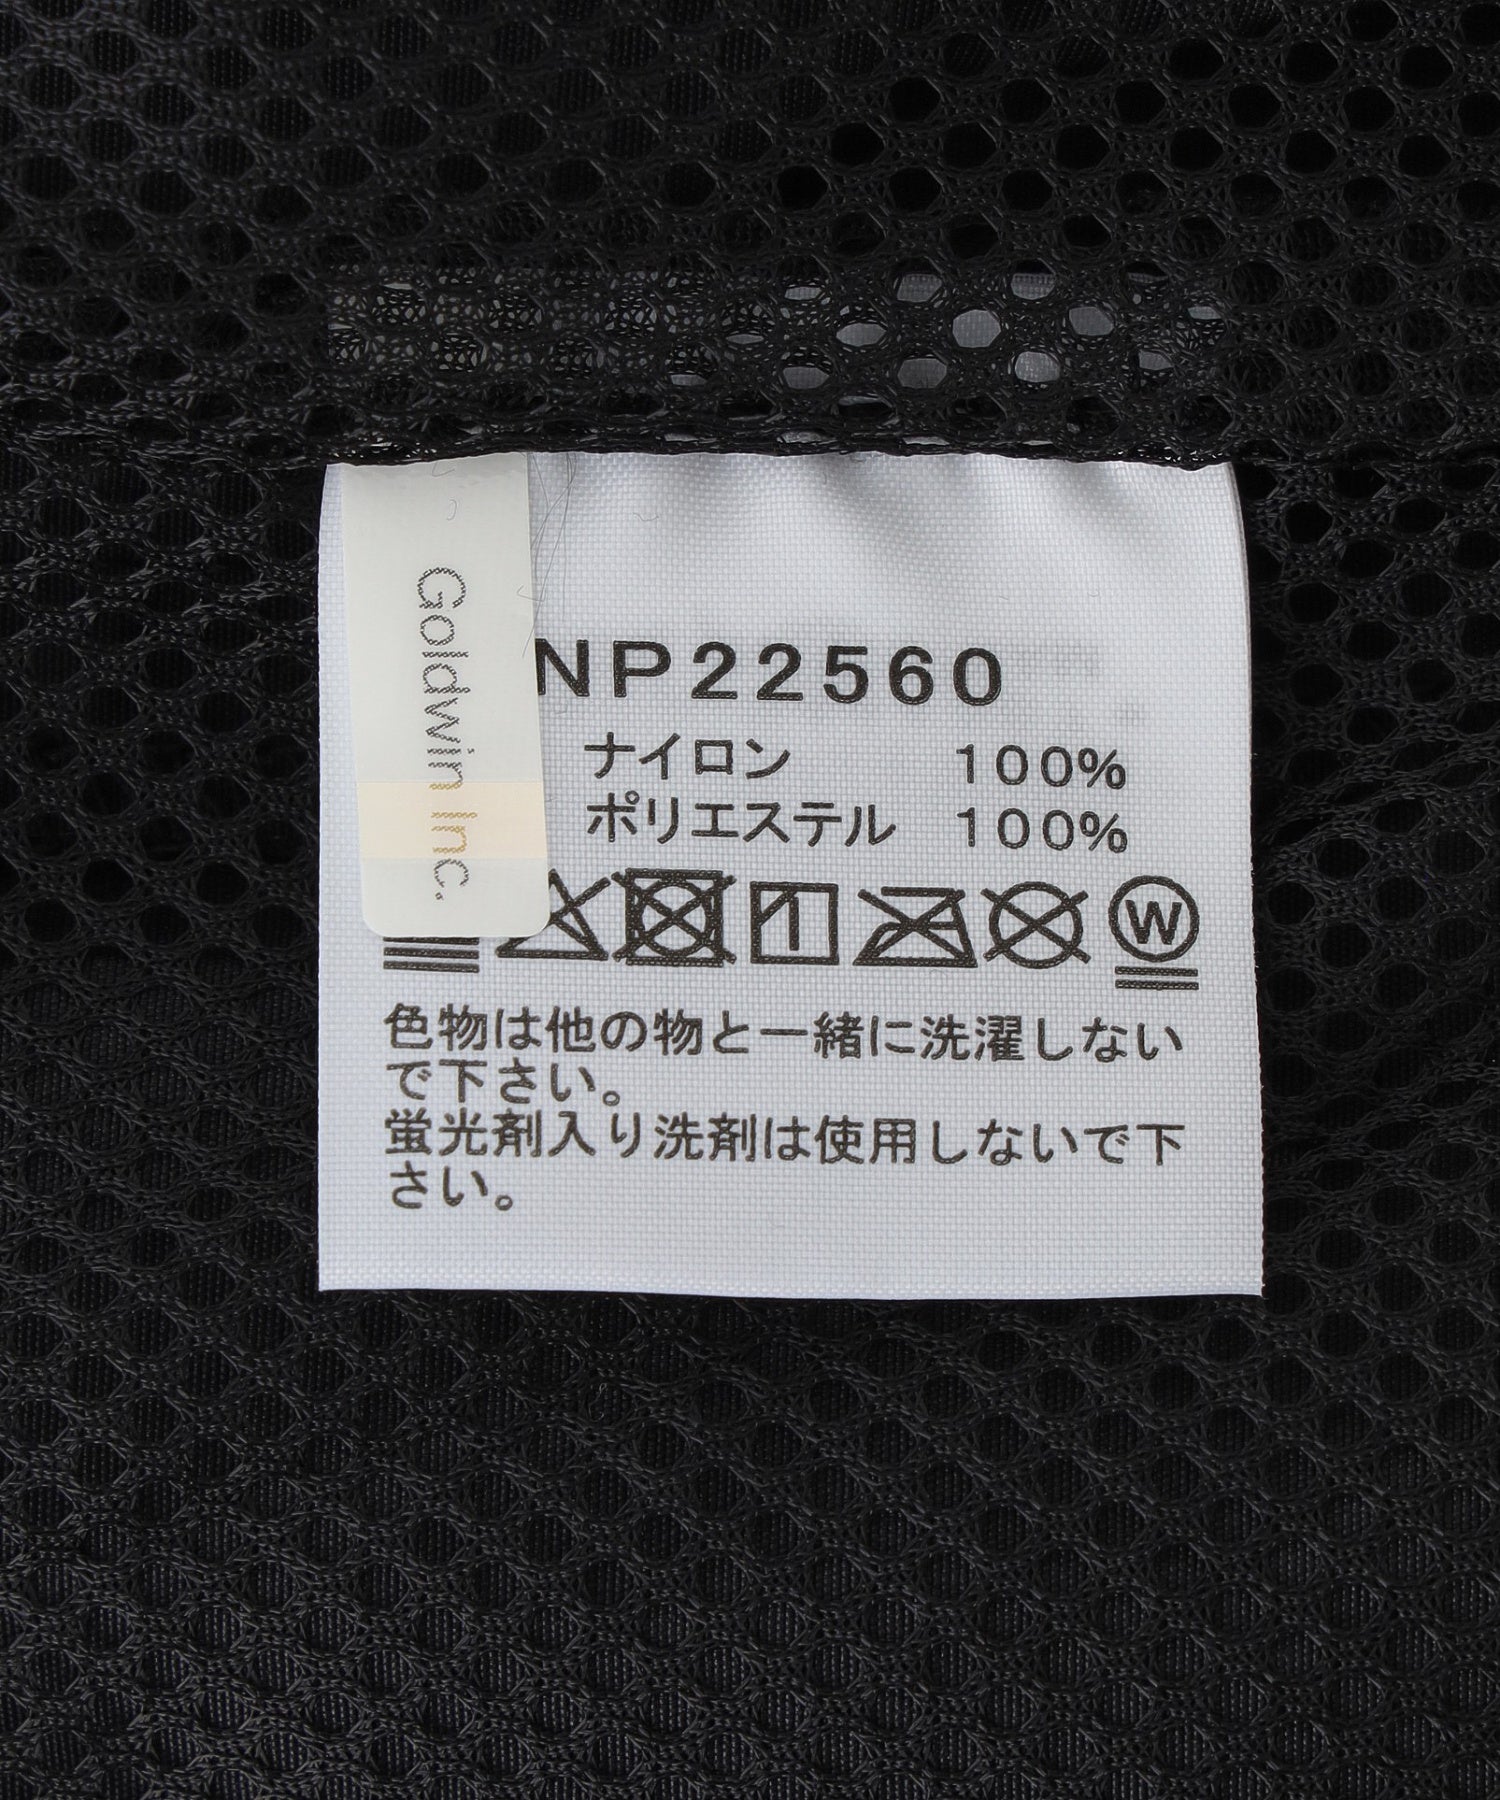 Goldwin Inc.
NP22560
ナイロン 100%
ポリエステル 100%
W
色物は他の物と一緒に洗濯しない
で下さい。
蛍光剤入り洗剤は使用しないで下
さい。